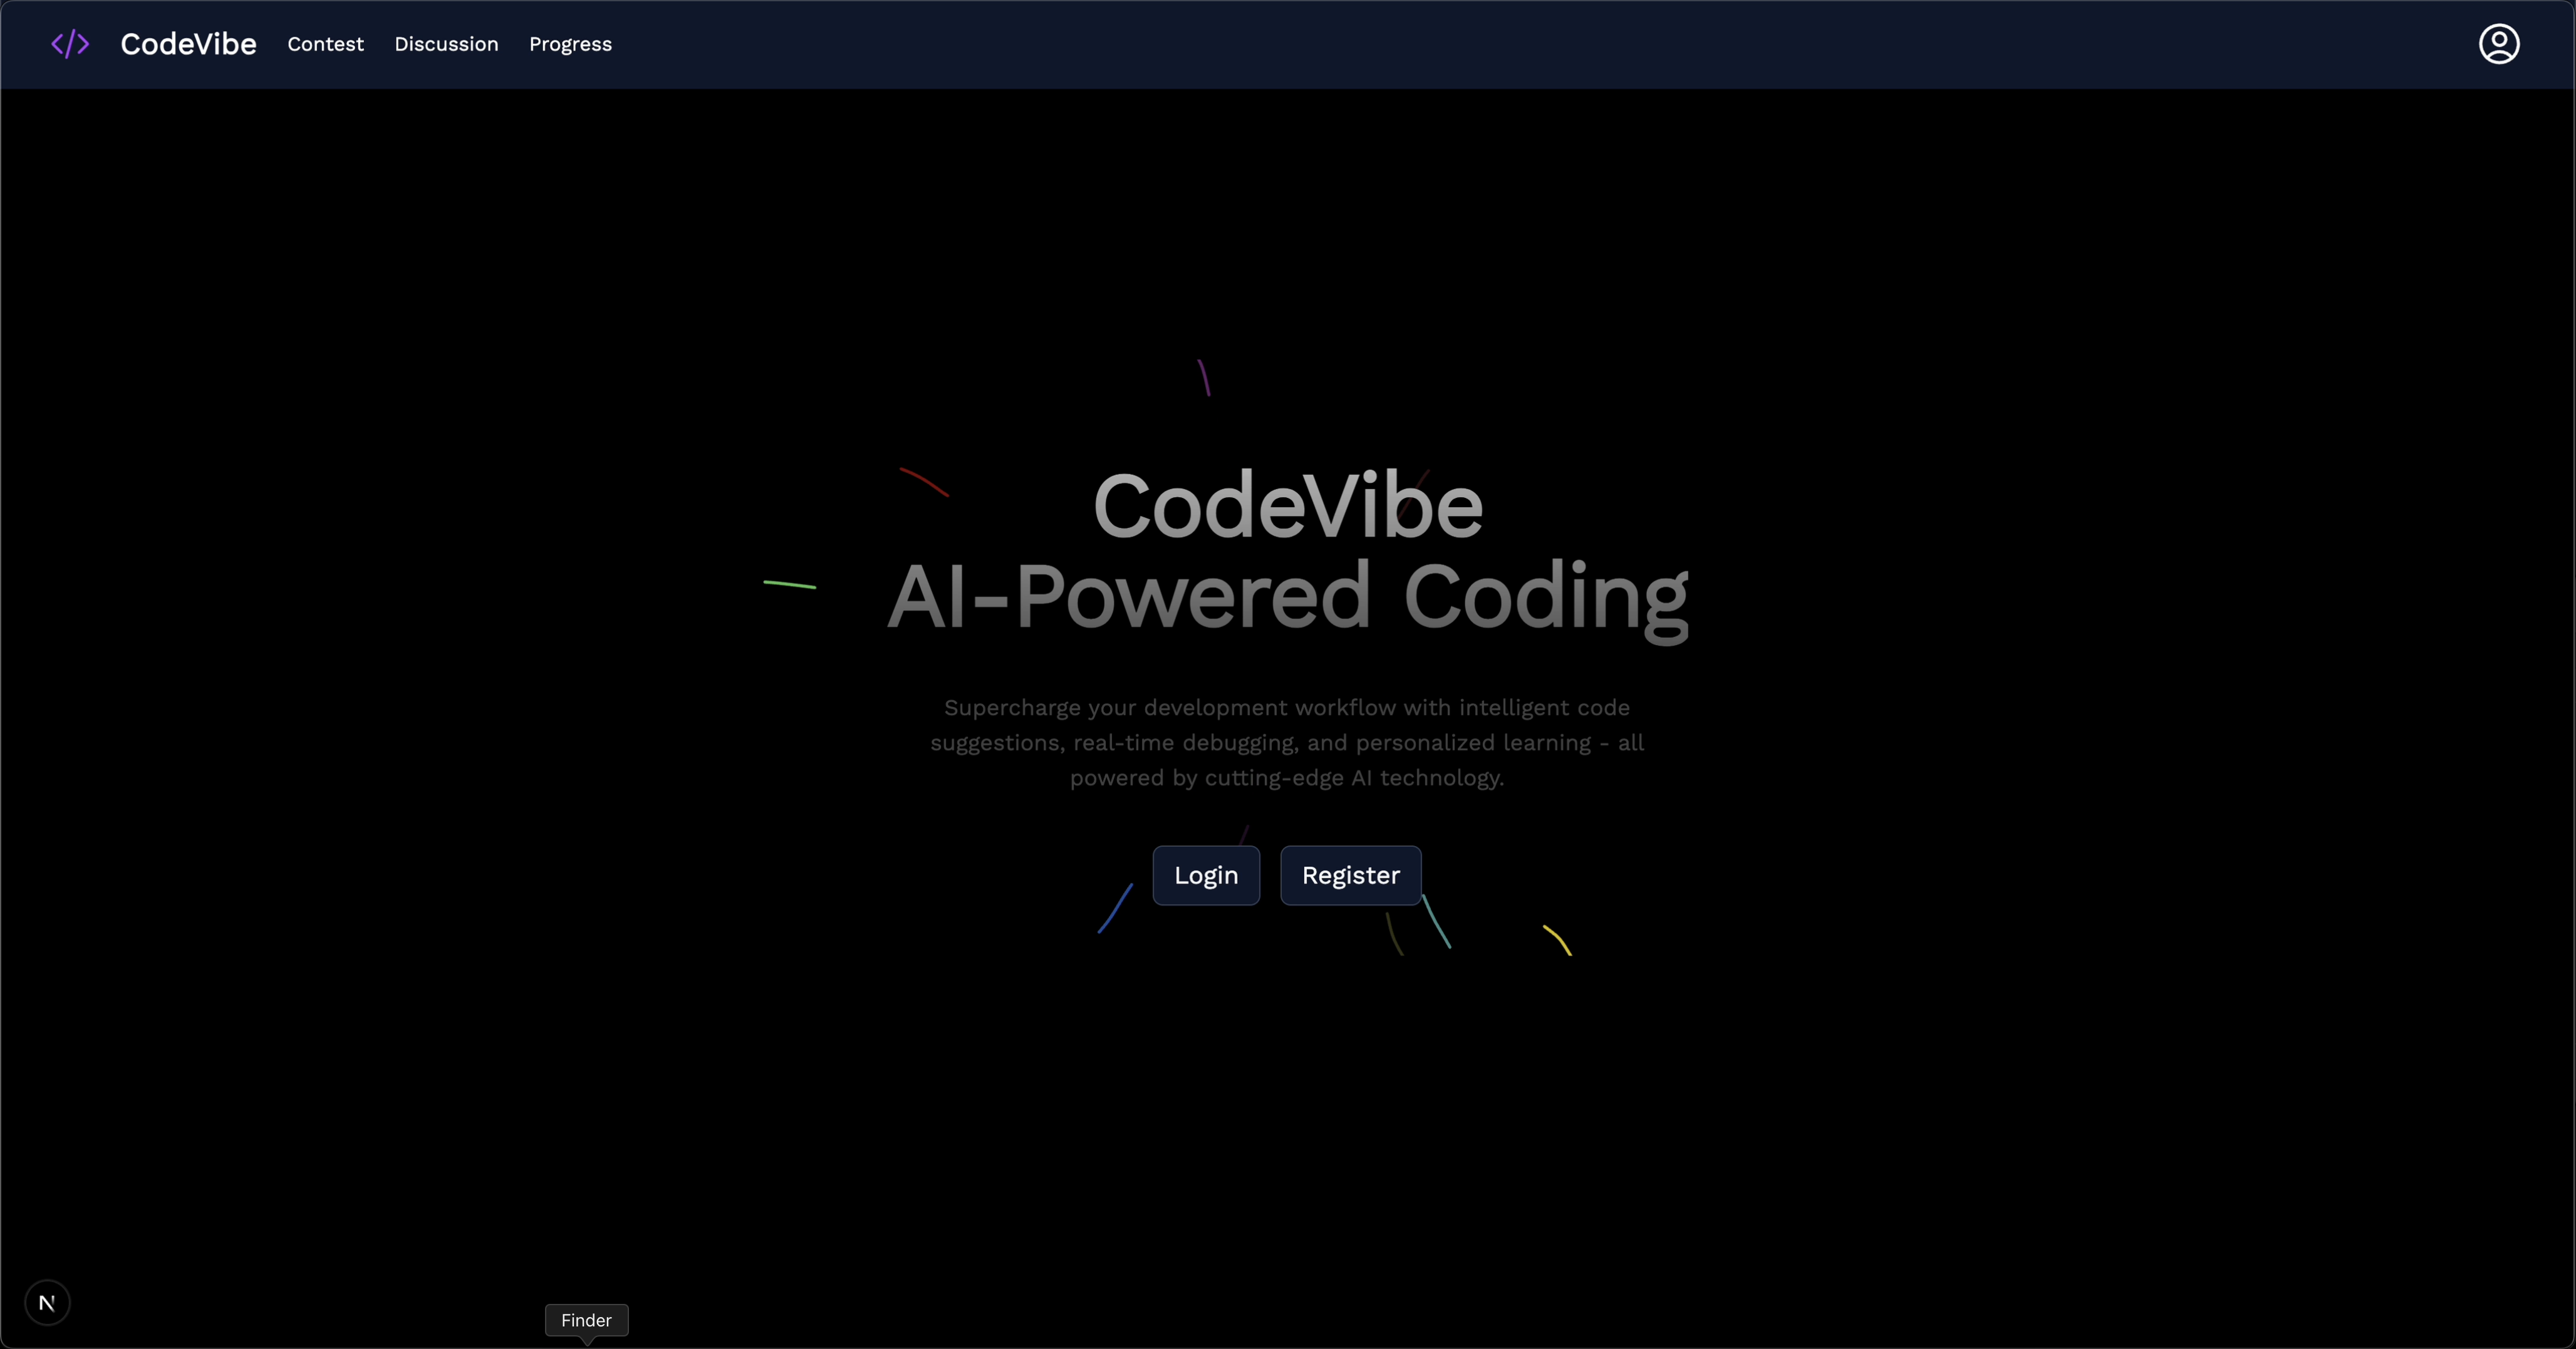 </> CodeVibe Contest Discussion Progress
CodeVibe
AI-Powered Coding
Supercharge your development workflow with intelligent code
suggestions, real-time debugging, and personalized learning - all
powered by cutting-edge AI technology.
Login Register
N
Finder